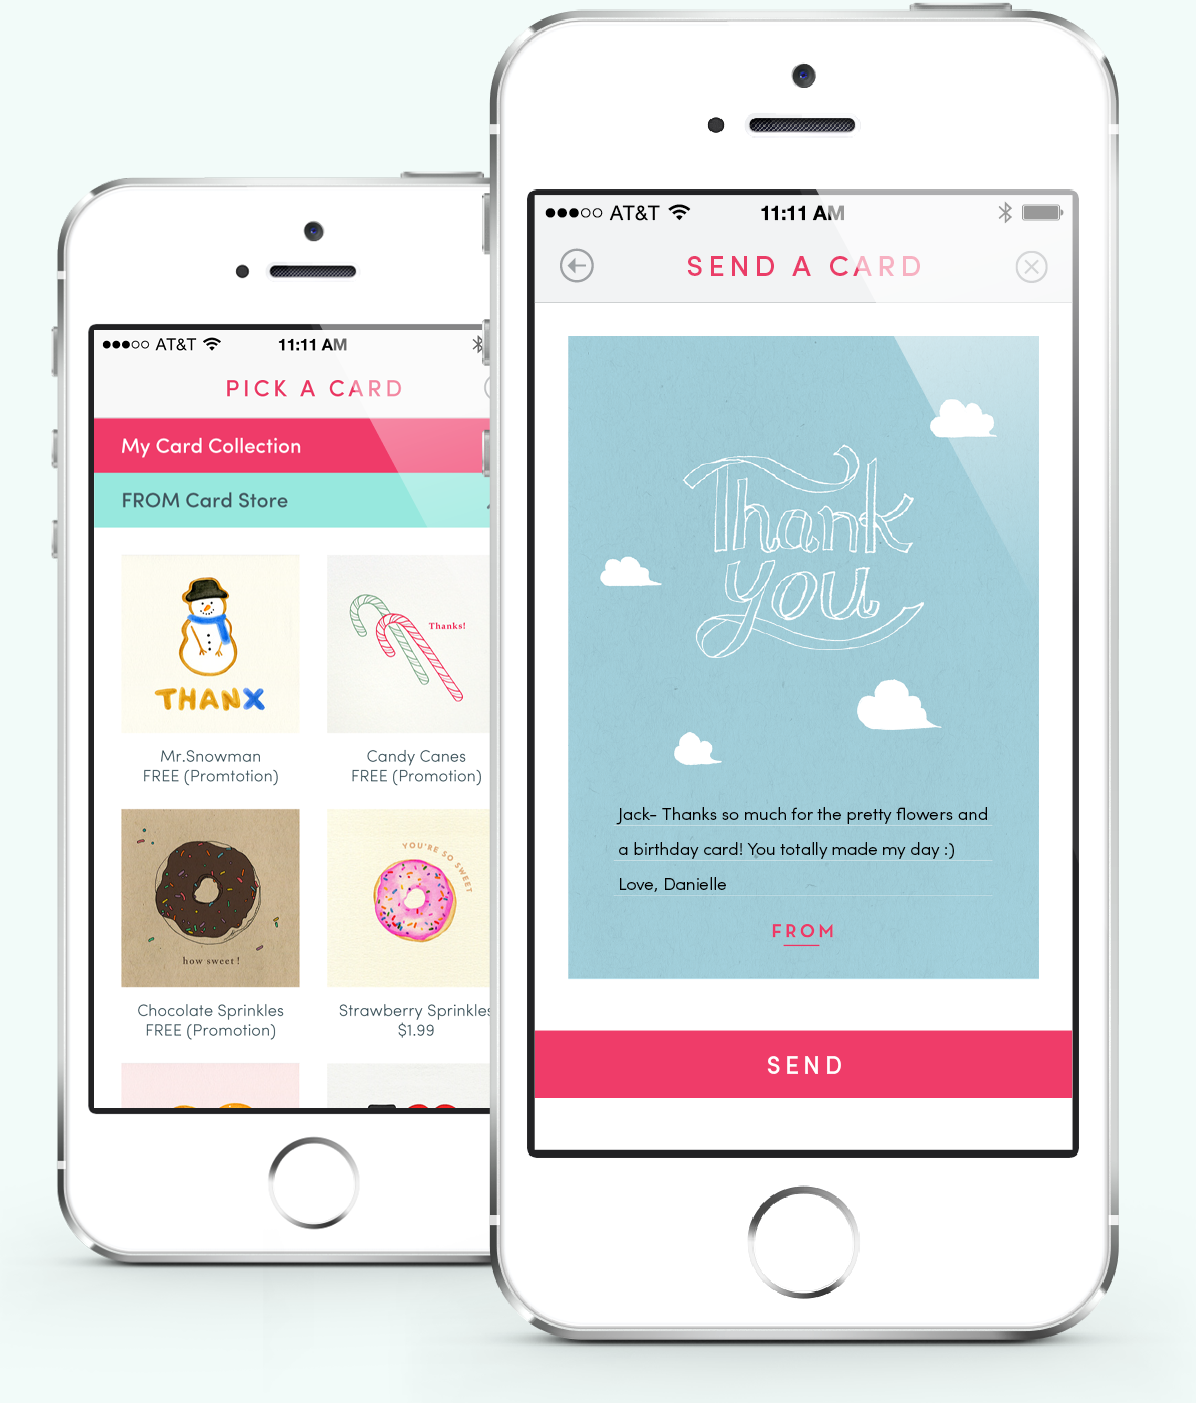 AT&T 11:11 AM
PICK A CARD
My Card Collection
FROM Card Store
THANX
Thanks!
Mr.Snowman
FREE (Promtotion)
Candy Canes
FREE (Promotion)
how sweet!
YOU'RE SO SWEET
Chocolate Sprinkles
FREE (Promotion)
Strawberry Sprinkles
$1.99
AT&T 11:11 AM
SEND A CARD
Thank
you
Jack- Thanks so much for the pretty flowers and
a birthday card! You totally made my day :)
Love, Danielle
FROM
SEND